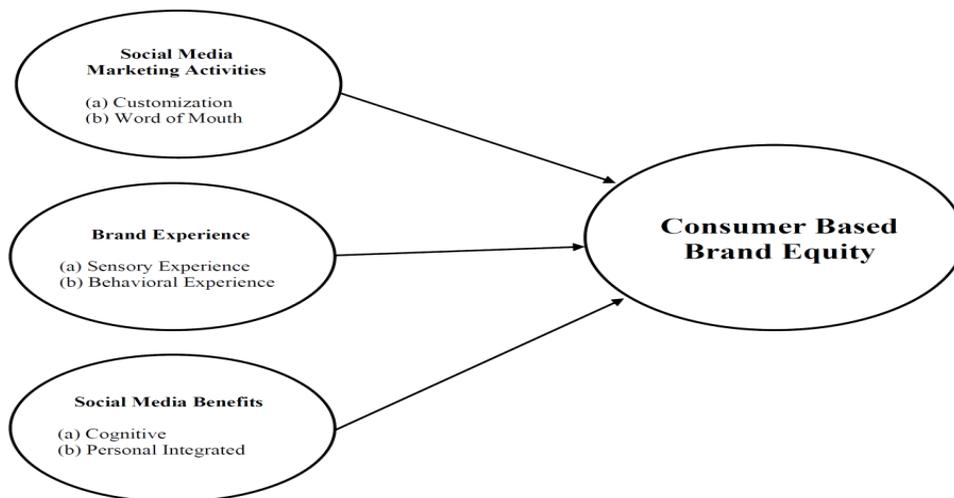 Social Media
Marketing Activities
(a) Customization
(b) Word of Mouth
Brand Experience
(a) Sensory Experience
(b) Behavioral Experience
Social Media Benefits
(a) Cognitive
(b) Personal Integrated
Consumer Based
Brand Equity